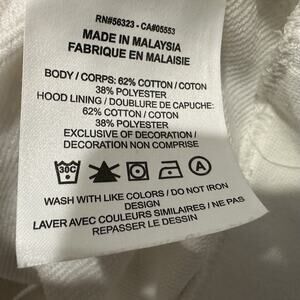 RN#56323 - CA#05553
MADE IN MALAYSIA
FABRIQUE EN MALAISIE
BODY / CORPS: 62% COTTON / COTON
38% POLYESTER
HOOD LINING / DOUBLURE DE CAPUCHE:
62% COTTON / COTON
38% POLYESTER
EXCLUSIVE OF DECORATION /
DECORATION NON COMPRISE
30C
A
WASH WITH LIKE COLORS / DO NOT IRON
DESIGN
LAVER AVEC COULEURS SIMILAIRES / NE PAS
REPASSER LE DESSIN